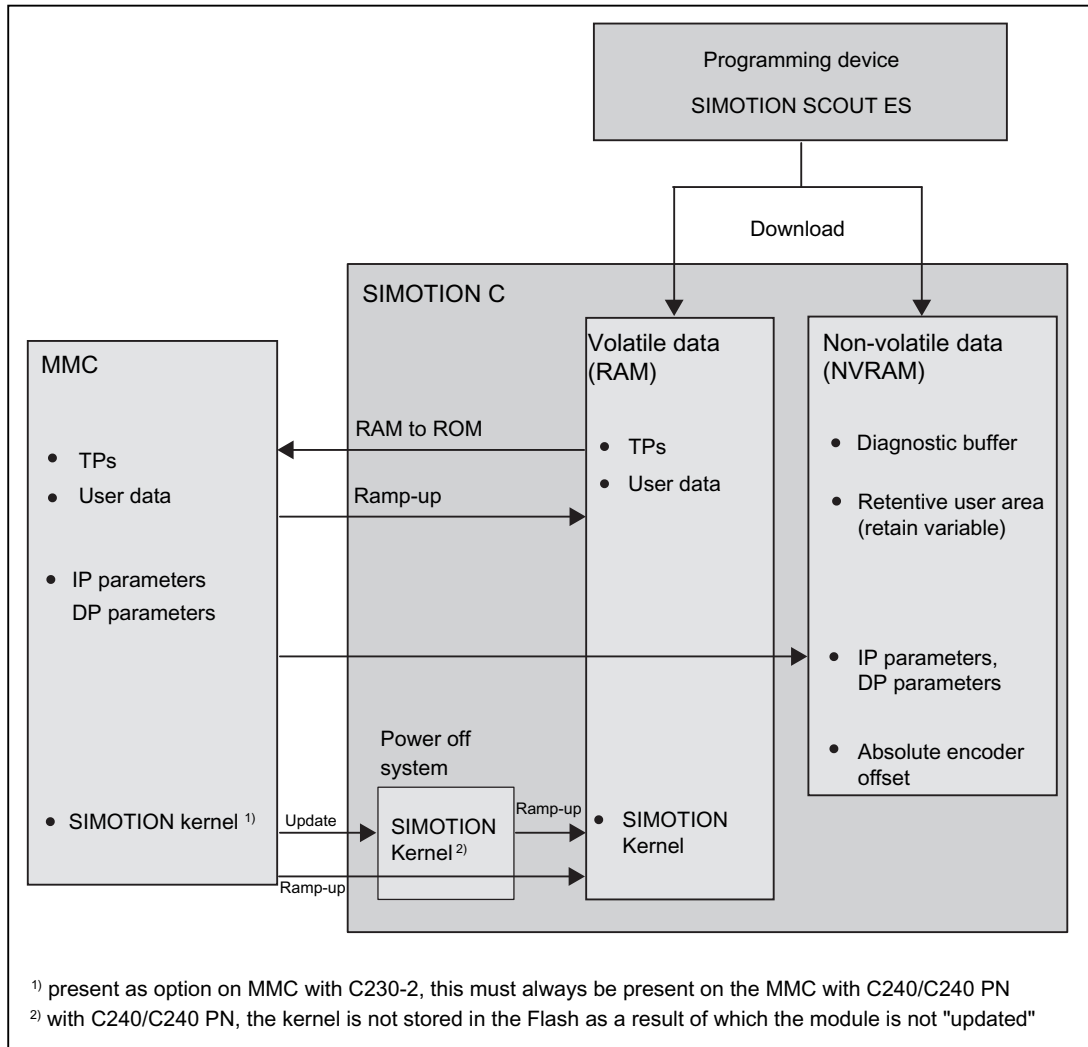 Programming device
SIMOTION SCOUT ES
Download
SIMOTION C
MMC
• TPs
• User data
• IP parameters
DP parameters
• SIMOTION kernel 1)
RAM to ROM
Ramp-up
Volatile data
(RAM)
• TPs
• User data
Non-volatile data
(NVRAM)
• Diagnostic buffer
• Retentive user area
(retain variable)
• IP parameters,
DP parameters
• Absolute encoder
offset
Power off
system
Update
SIMOTION
Kernel 2)
Ramp-up
Ramp-up
• SIMOTION
Kernel
1) present as option on MMC with C230-2, this must always be present on the MMC with C240/C240 PN
2) with C240/C240 PN, the kernel is not stored in the Flash as a result of which the module is not "updated"